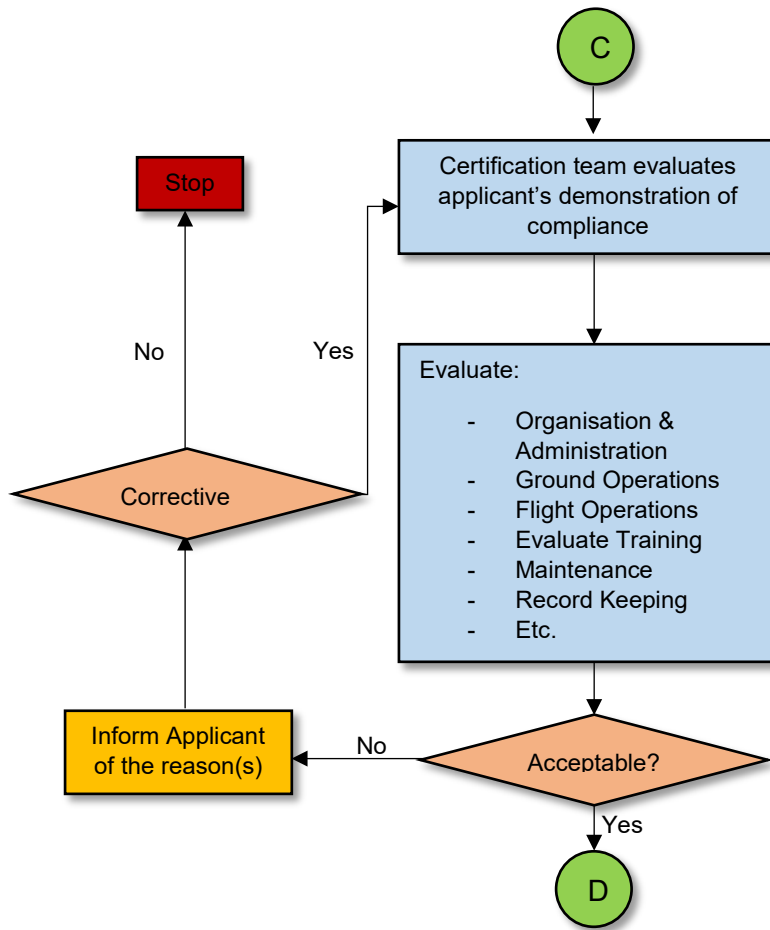 C
Certification team evaluates
applicant’s demonstration of
compliance
Stop
No
Yes
Evaluate:
- Organisation &
Administration
- Ground Operations
- Flight Operations
- Evaluate Training
- Maintenance
- Record Keeping
- Etc.
Corrective
Inform Applicant
of the reason(s)
No
Acceptable?
Yes
D